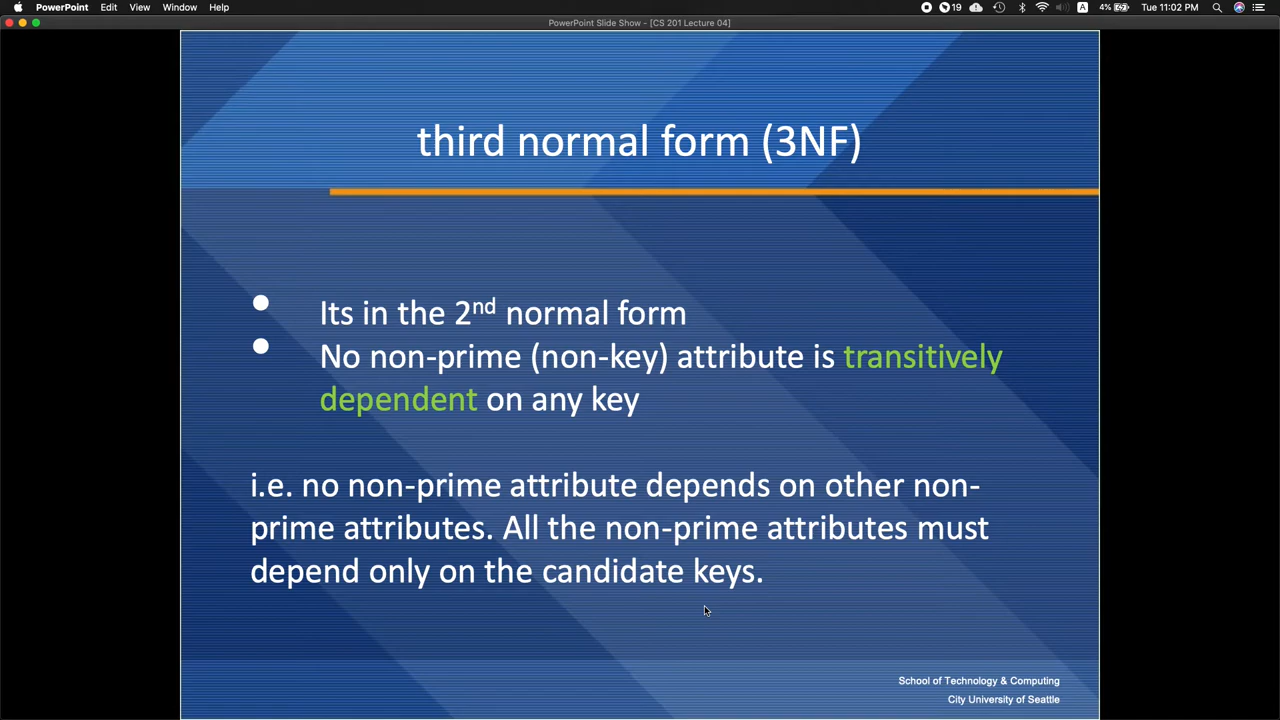 PowerPoint Edit View Window Help 19 A 4% Tue 11:02 PM
PowerPoint Slide Show - [CS 201 Lecture 04]
third normal form (3NF)
• Its in the 2nd normal form
• No non-prime (non-key) attribute is transitively
dependent on any key
i.e. no non-prime attribute depends on other non-
prime attributes. All the non-prime attributes must
depend only on the candidate keys.
School of Technology & Computing
City University of Seattle